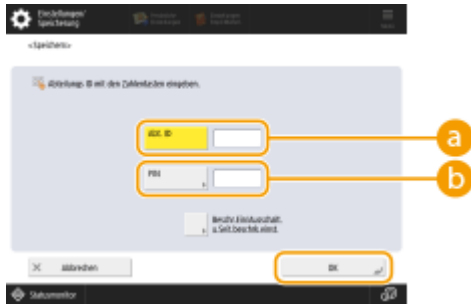 Einstellungen/
Speicherung
<Speichern>
Abteilungs-ID mit den Zahlentasten eingeben.
Abt. ID
a
PIN
b
Abbrechen
OK
Statusmonitor